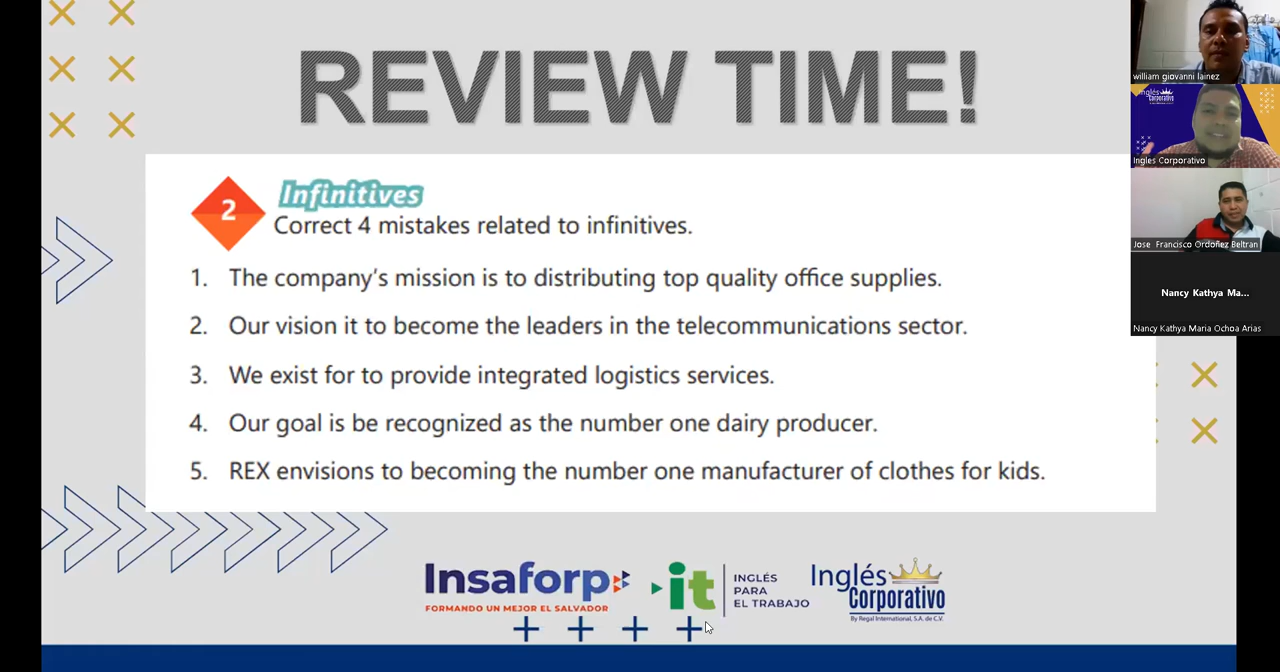 REVIEW TIME!
2
Infinitives
Correct 4 mistakes related to infinitives.
1. The company's mission is to distributing top quality office supplies.
2. Our vision it to become the leaders in the telecommunications sector.
3. We exist for to provide integrated logistics services.
4. Our goal is be recognized as the number one dairy producer.
5. REX envisions to becoming the number one manufacturer of clothes for kids.
Insaforp
FORMANDO UN MEJOR EL SALVADOR
it
INGLÉS
PARA
EL TRABAJO
Inglés
Corporativo
By Regal International, S.A. de C.V.
william giovanni lainez
Inglés
Corporativo
Ingles Corporativo
Jose Francisco Ordoñez Beltran
Nancy Kathya Ma...
Nancy Kathya Maria Ochoa Arias